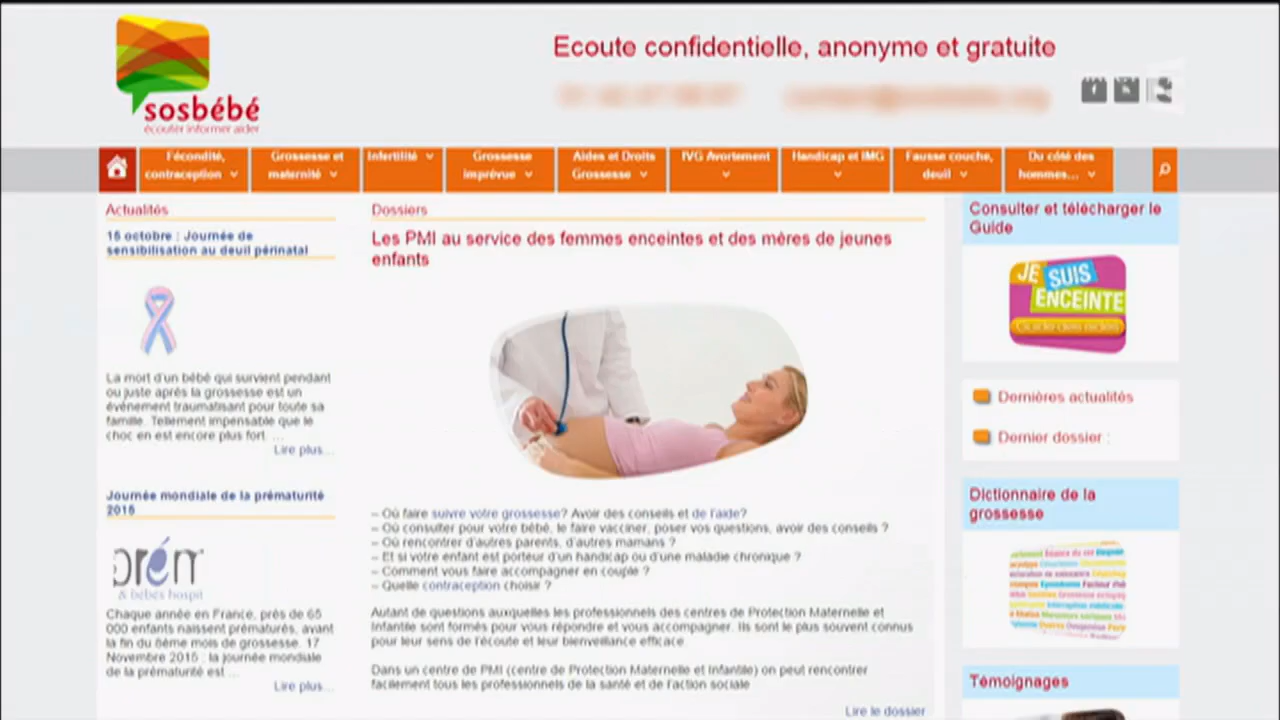 sosbébé
écouter informer aider
Ecoute confidentielle, anonyme et gratuite
Fécondité,
contraception
Grossesse et
maternité
Infertilité
Grossesse
imprévue
Aides et Droits
Grossesse
IVG Avortement
Handicap et IMG
Fausse couche,
deuil
Du côté des
hommes...
Actualités
15 octobre : Journée de
sensibilisation au deuil périnatal
La mort d'un bébé qui survient pendant
ou juste après la grossesse est un
événement traumatisant pour toute sa
famille. Tellement impensable que le
choc en est encore plus fort. ...
Lire plus...
Journée mondiale de la prématurité
2015
prém
& bébés hospit
Chaque année en France, près de 65
000 enfants naissent prématurés, avant
la fin du 8ème mois de grossesse. 17
Novembre 2015 : la journée mondiale
de la prématurité est ...
Lire plus...
Dossiers
Les PMI au service des femmes enceintes et des mères de jeunes
enfants
– Où faire suivre votre grossesse? Avoir des conseils et de l'aide?
– Où consulter pour votre bébé, le faire vacciner, poser vos questions, avoir des conseils ?
– Où rencontrer d'autres parents, d'autres mamans ?
– Et si votre enfant est porteur d'un handicap ou d'une maladie chronique ?
– Comment vous faire accompagner en couple ?
– Quelle contraception choisir ?
Autant de questions auxquelles les professionnels des centres de Protection Maternelle et
Infantile sont formés pour vous répondre et vous accompagner. Ils sont le plus souvent connus
pour leur sens de l'écoute et leur bienveillance efficace.
Dans un centre de PMI (centre de Protection Maternelle et Infantile) on peut rencontrer
facilement tous les professionnels de la santé et de l'action sociale
Lire le dossier
Consulter et télécharger le
Guide
JE SUIS
ENCEINTE
Dernières actualités
Dernier dossier :
Dictionnaire de la
grossesse
Témoignages